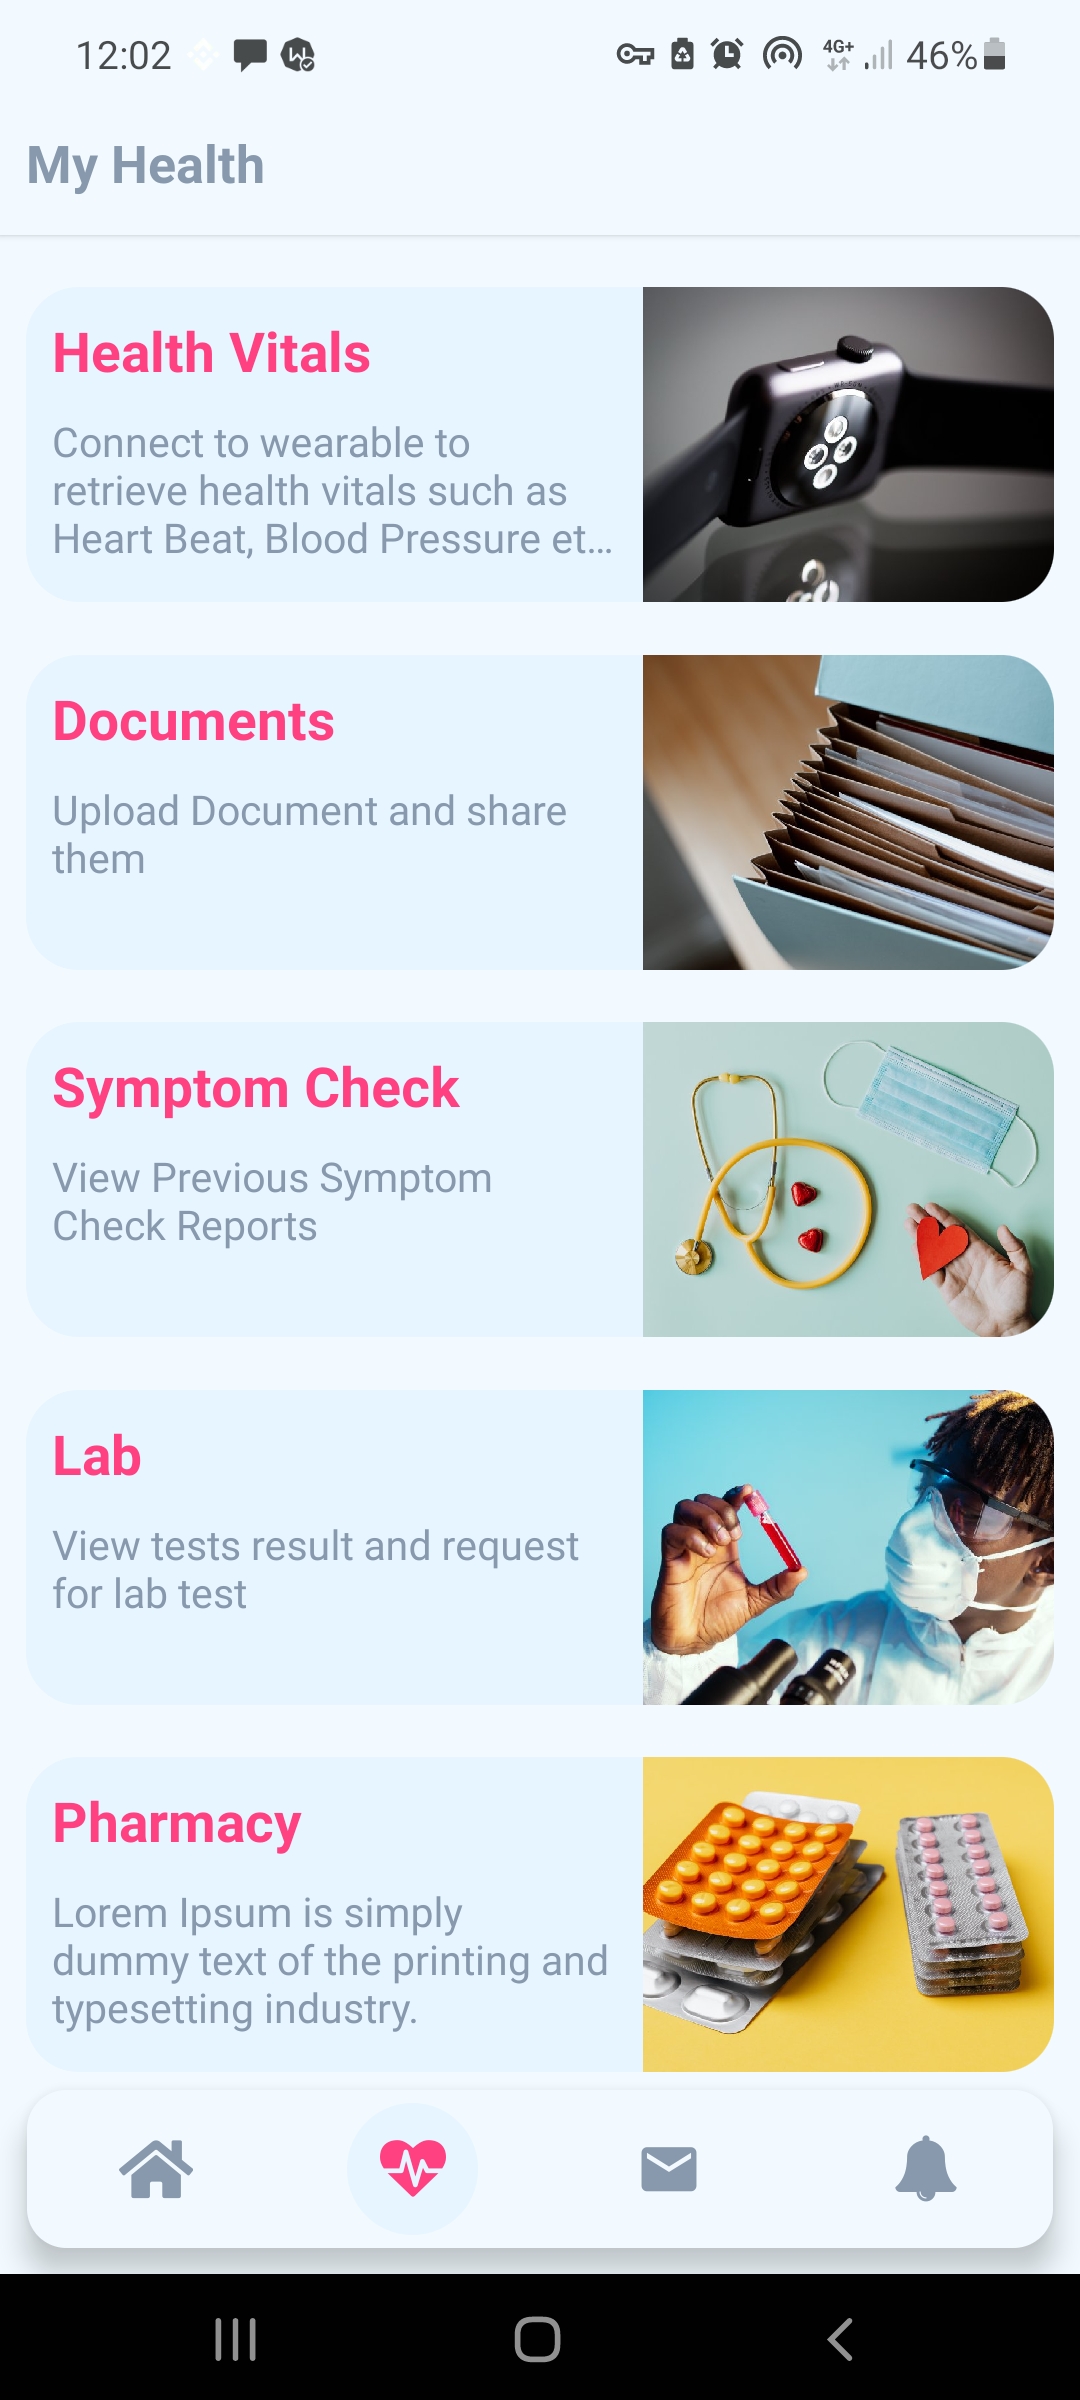 12:02
4G+
46%
My Health
Health Vitals
Connect to wearable to
retrieve health vitals such as
Heart Beat, Blood Pressure et...
Documents
Upload Document and share
them
Symptom Check
View Previous Symptom
Check Reports
Lab
View tests result and request
for lab test
Pharmacy
Lorem Ipsum is simply
dummy text of the printing and
typesetting industry.